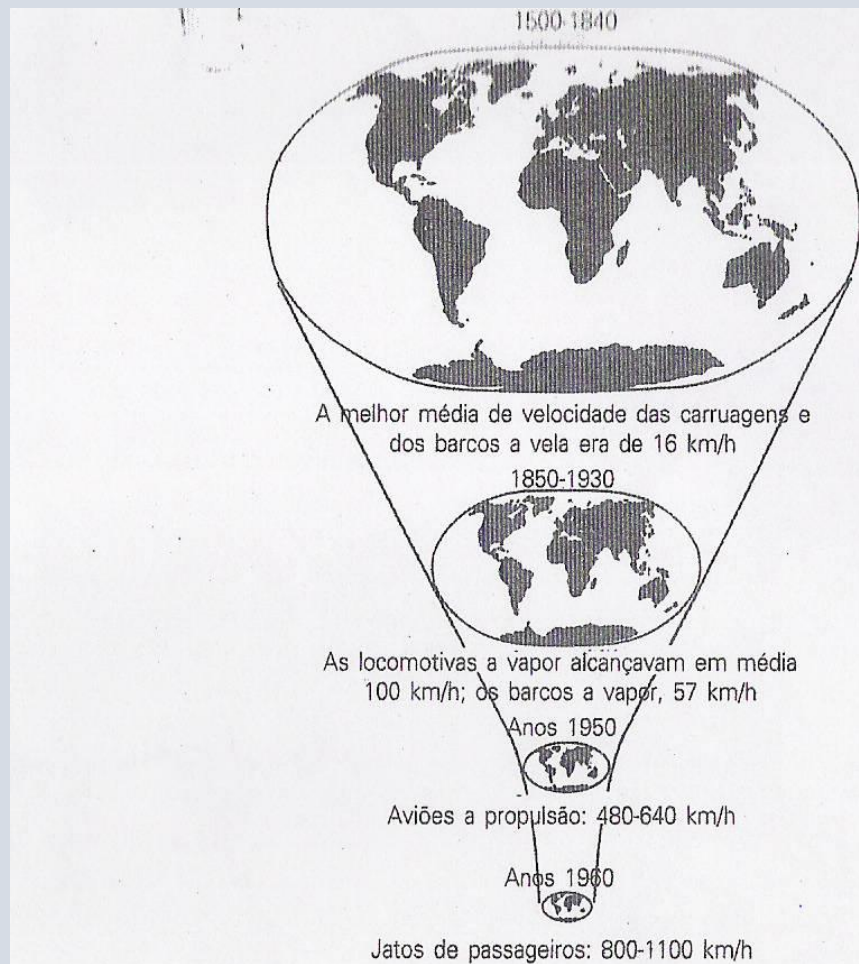 1500-1840
A melhor média de velocidade das carruagens e
dos barcos a vela era de 16 km/h
1850-1930
As locomotivas a vapor alcançavam em média
100 km/h; os barcos a vapor, 57 km/h
Anos 1950
Aviões a propulsão: 480-640 km/h
Anos 1960
Jatos de passageiros: 800-1100 km/h